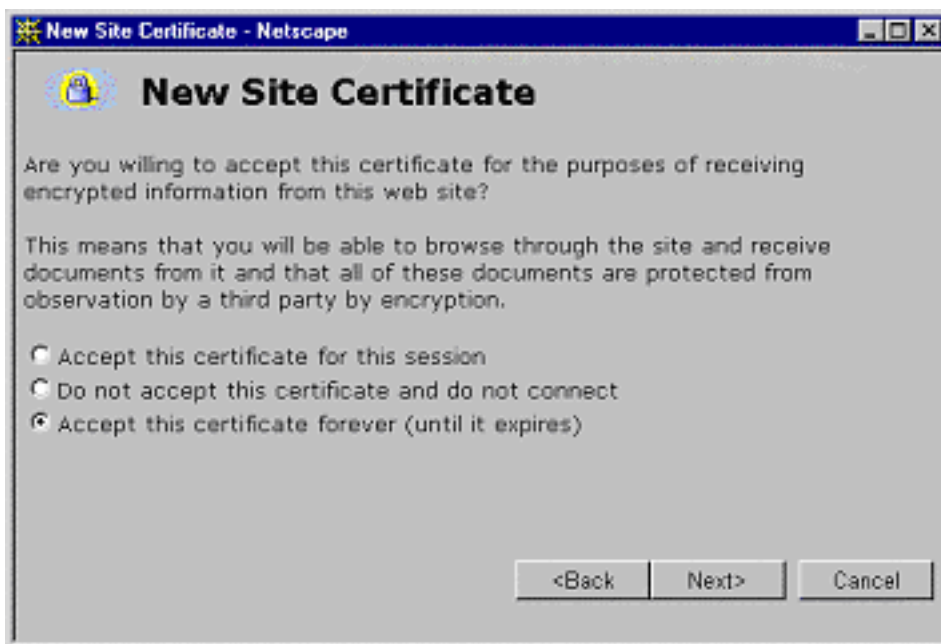 New Site Certificate - Netscape
New Site Certificate
Are you willing to accept this certificate for the purposes of receiving
encrypted information from this web site?
This means that you will be able to browse through the site and receive
documents from it and that all of these documents are protected from
observation by a third party by encryption.
Accept this certificate for this session
Do not accept this certificate and do not connect
Accept this certificate forever (until it expires)
<Back Next> Cancel